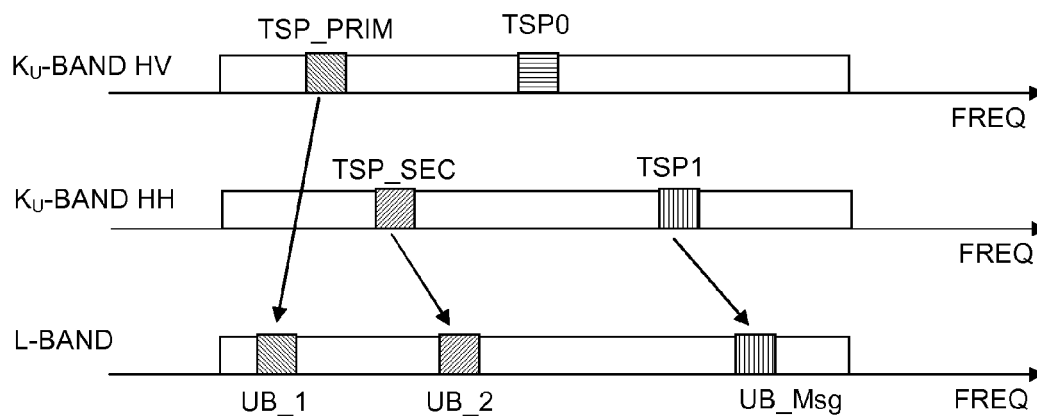 TSP_PRIM TSP0
KU-BAND HV
FREQ
TSP_SEC TSP1
KU-BAND HH
FREQ
L-BAND
UB_1 UB_2 UB_Msg FREQ